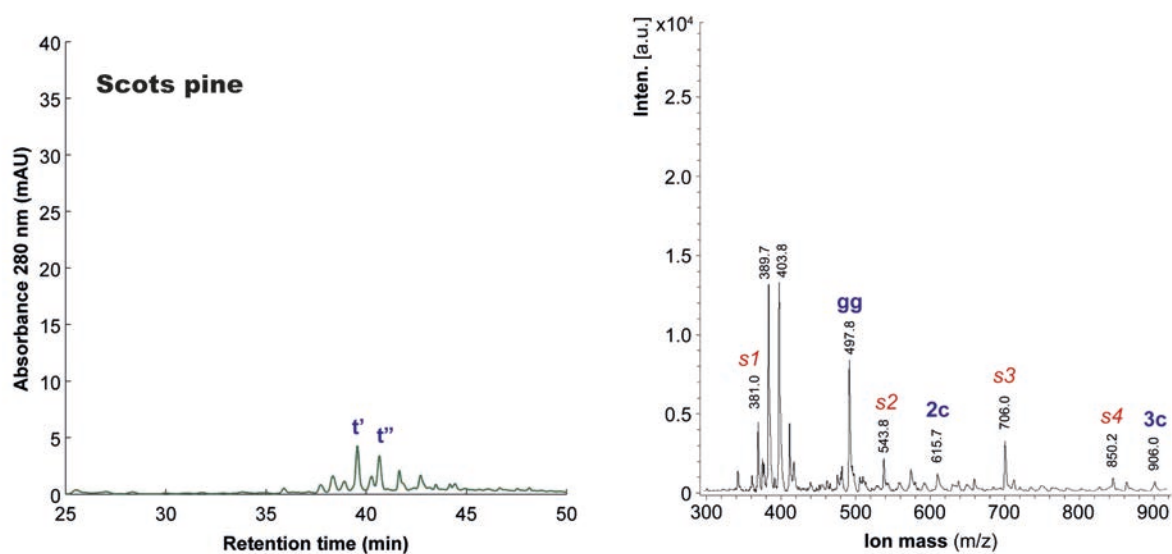 Scots pine
Absorbance 280 nm (mAU)
40
35
30
25
20
15
10
5
0
t’
t’’
25
30
35
40
45
50
Retention time (min)
Inten. [a.u.]
x10⁴
2.5
2.0
1.5
1.0
0.5
0
s1
381.0
389.7
403.8
gg
497.8
s2
543.8
2c
615.7
s3
706.0
s4
850.2
3c
906.0
300
400
500
600
700
800
900
Ion mass (m/z)